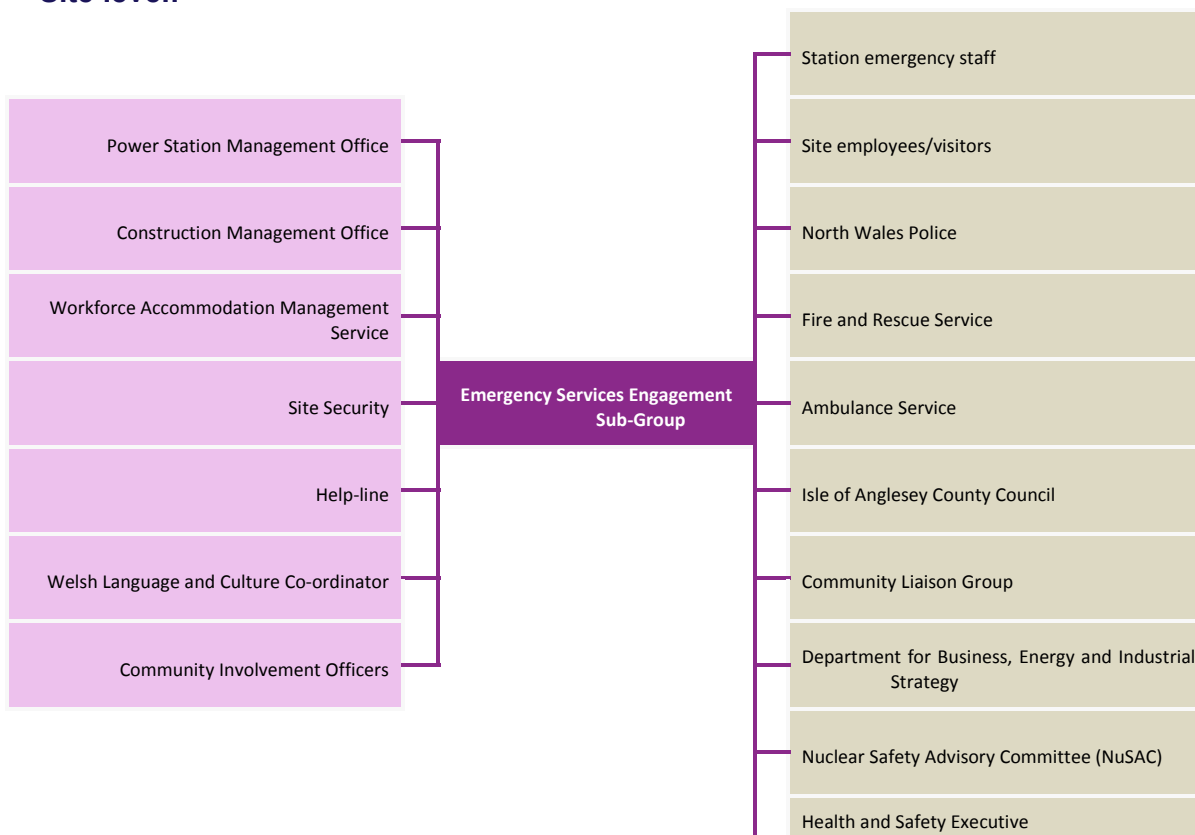 Power Station Management Office
Construction Management Office
Workforce Accommodation Management
Service
Site Security
Help-line
Welsh Language and Culture Co-ordinator
Community Involvement Officers
Emergency Services Engagement
Sub-Group
Station emergency staff
Site employees/visitors
North Wales Police
Fire and Rescue Service
Ambulance Service
Isle of Anglesey County Council
Community Liaison Group
Department for Business, Energy and Industrial
Strategy
Nuclear Safety Advisory Committee (NuSAC)
Health and Safety Executive